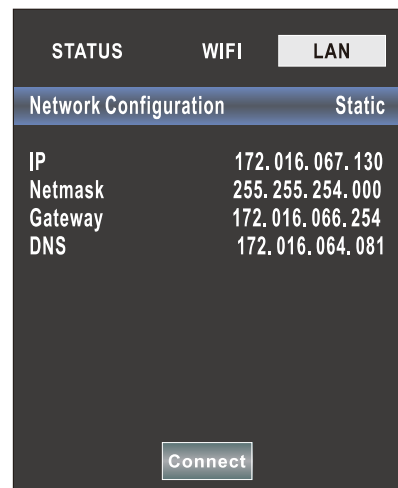 STATUS WIFI LAN
Network Configuration Static
IP 172.016.067.130
Netmask 255.255.254.000
Gateway 172.016.066.254
DNS 172.016.064.081
Connect